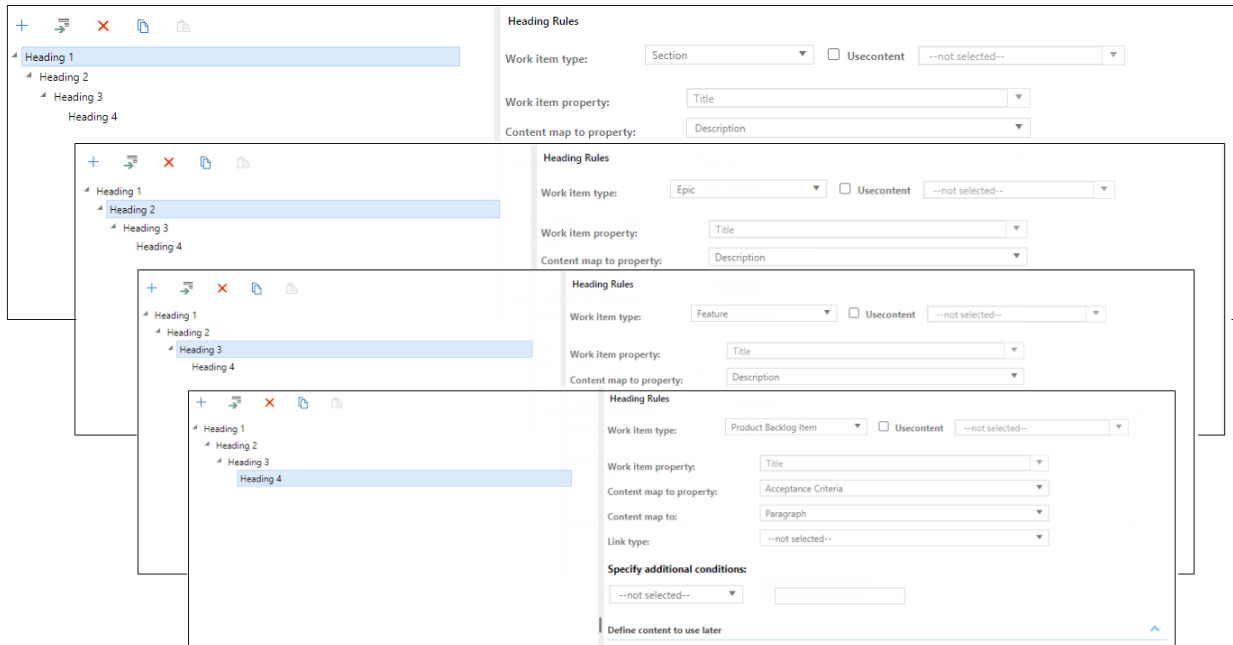 Heading Rules
Heading 1
Work item type: Section Usecontent --not selected--
Heading 2
Heading 3
Work item property: Title
Heading 4
Content map to property: Description
Heading Rules
Heading 1
Work item type: Epic Usecontent --not selected--
Heading 2
Heading 3
Work item property: Title
Heading 4
Content map to property: Description
Heading Rules
Heading 1
Work item type: Feature Usecontent --not selected--
Heading 2
Heading 3
Work item property: Title
Heading 4
Content map to property: Description
Heading Rules
Heading 1
Work item type: Product Backlog Item Usecontent --not selected--
Heading 2
Heading 3
Work item property: Title
Heading 4
Content map to property: Acceptance Criteria
Content map to: Paragraph
Link type: --not selected--
Specify additional conditions:
--not selected--
Define content to use later